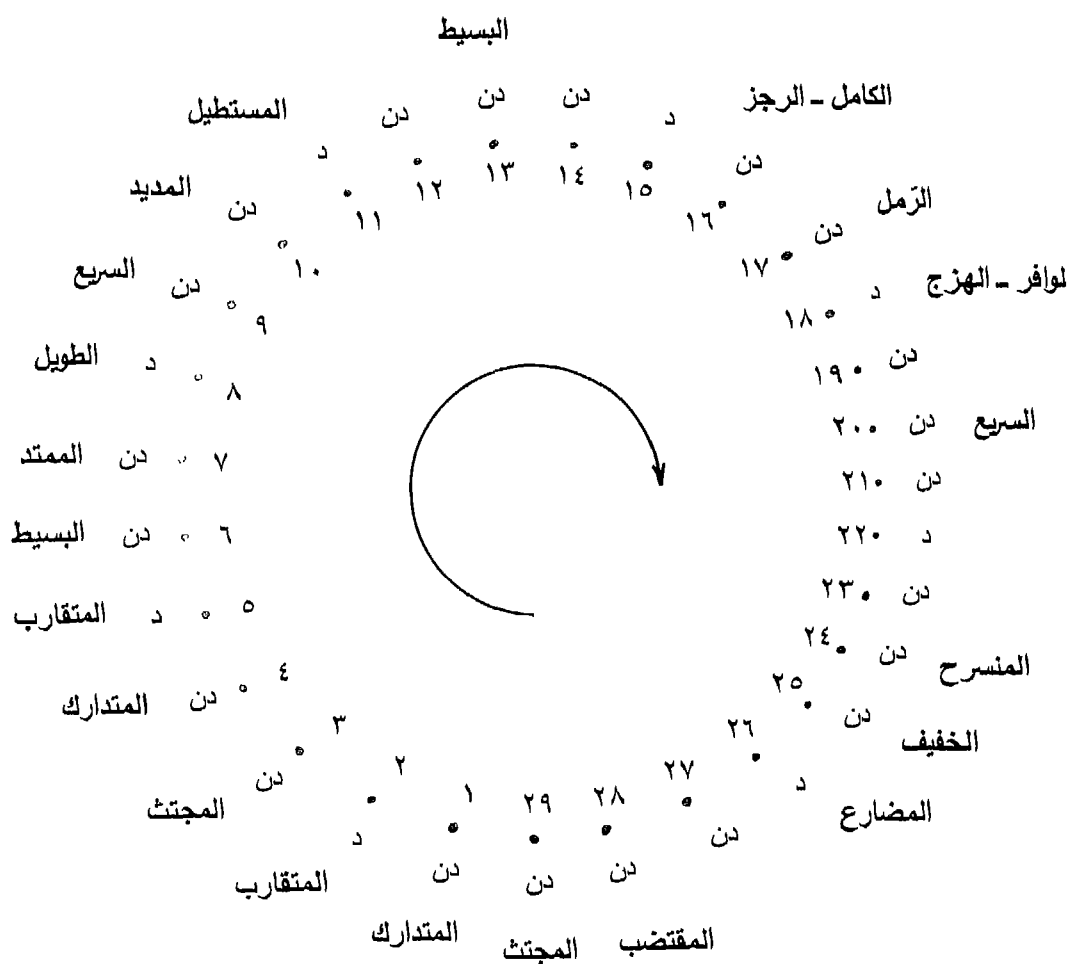 دن ١ المتدارك
د ٢ المتقارب
دن ٣ المجتث
دن ٤ المتدارك
د ٥ المتقارب
دن ٦ البسيط
دن ٧ الممتد
د ٨ الطويل
دن ٩ السريع
دن ١٠ المديد
د ١١ المستطيل
دن ١٢
دن ١٣ البسيط
دن ١٤
د ١٥ الكامل ـ الرجز
دن ١٦
دن ١٧ الرّمل
د ١٨ لوافر ـ الهزج
دن ١٩
دن ٢٠ السريع
دن ٢١
د ٢٢
دن ٢٣
دن ٢٤ المنسرح
دن ٢٥ الخفيف
د ٢٦ المضارع
دن ٢٧
دن ٢٨ المقتضب
دن ٢٩ المجتث